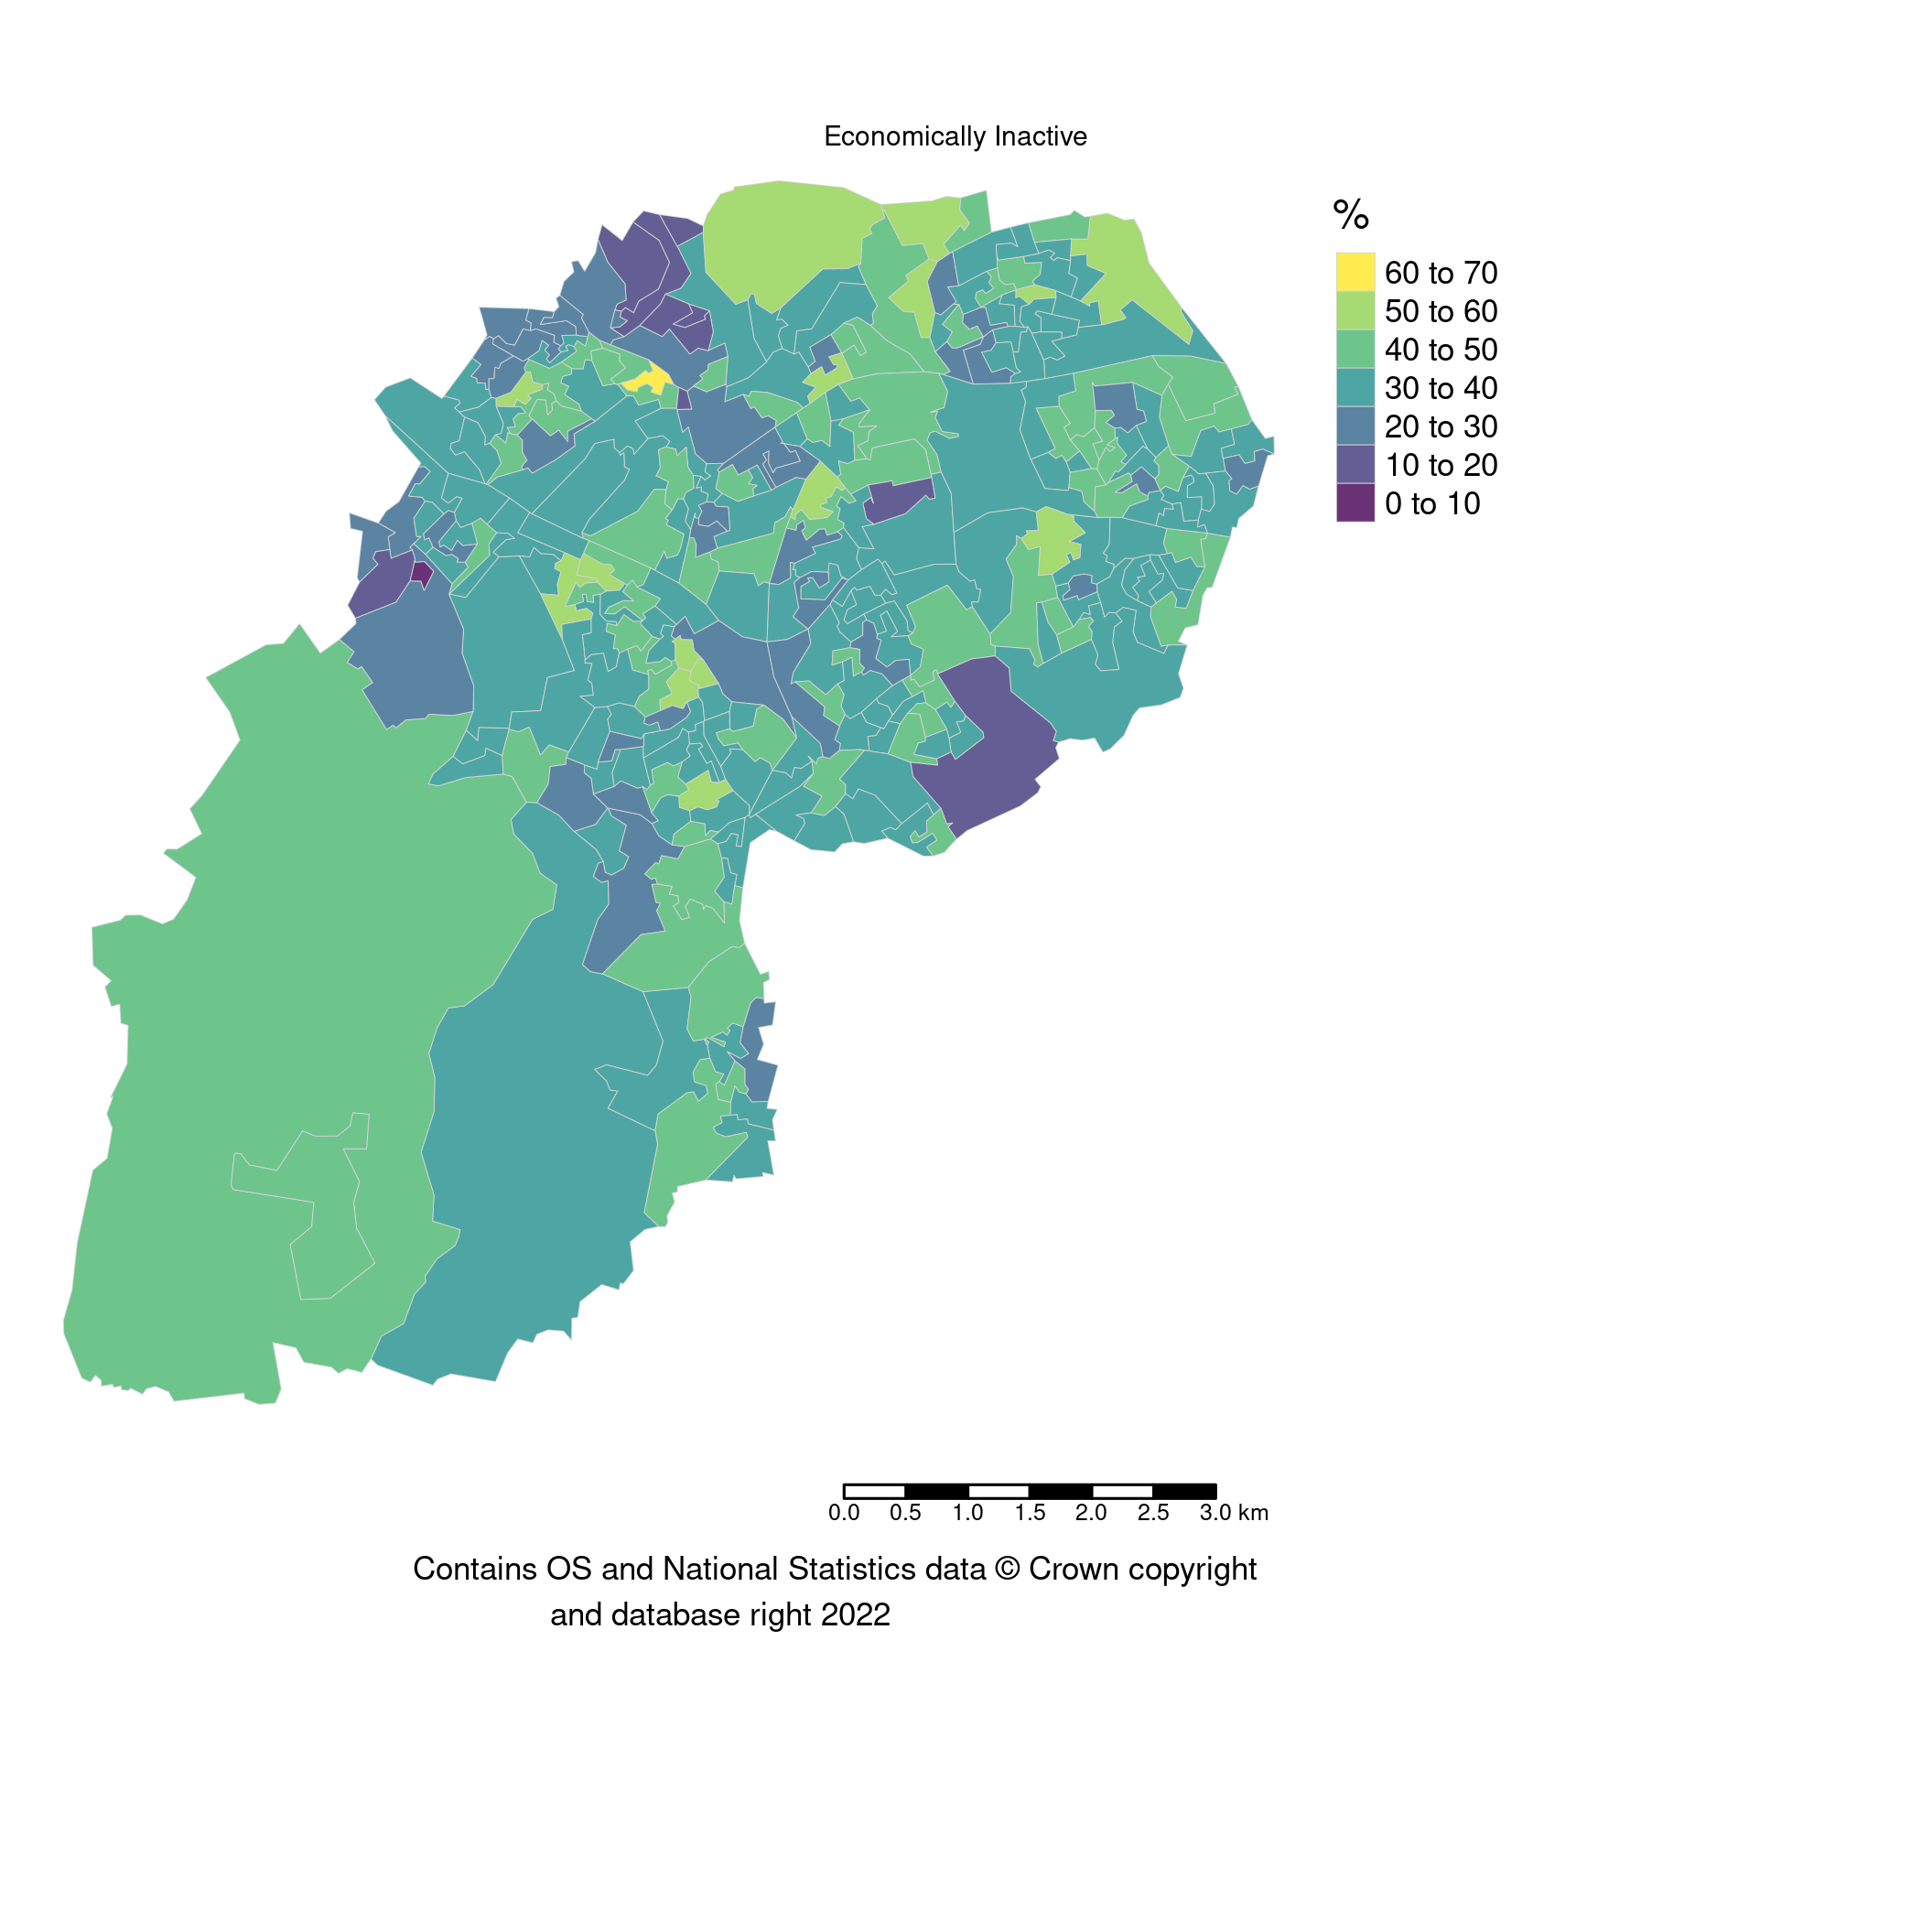 Economically Inactive
%
60 to 70
50 to 60
40 to 50
30 to 40
20 to 30
10 to 20
0 to 10
0.0 0.5 1.0 1.5 2.0 2.5 3.0 km
Contains OS and National Statistics data © Crown copyright
and database right 2022